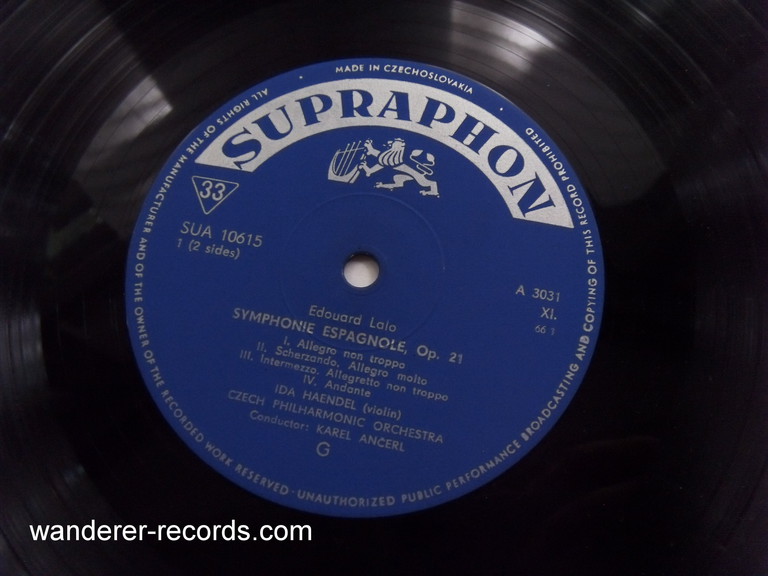 MADE IN CZECHOSLOVAKIA
ALL RIGHTS OF THE MANUFACTURER AND OF THE OWNER OF THE RECORDED WORK RESERVED · UNAUTHORIZED PUBLIC PERFORMANCE BROADCASTING AND COPYING OF THIS RECORD PROHIBITED
SUPRAPHON
33
SUA 10615
1 (2 sides)
A 3031
XI.
66 1
Edouard Lalo
SYMPHONIE ESPAGNOLE, Op. 21
I. Allegro non troppo
II. Scherzando. Allegro molto
III. Intermezzo. Allegretto non troppo
IV. Andante
IDA HAENDEL (violin)
CZECH PHILHARMONIC ORCHESTRA
Conductor: KAREL ANČERL
G
wanderer-records.com